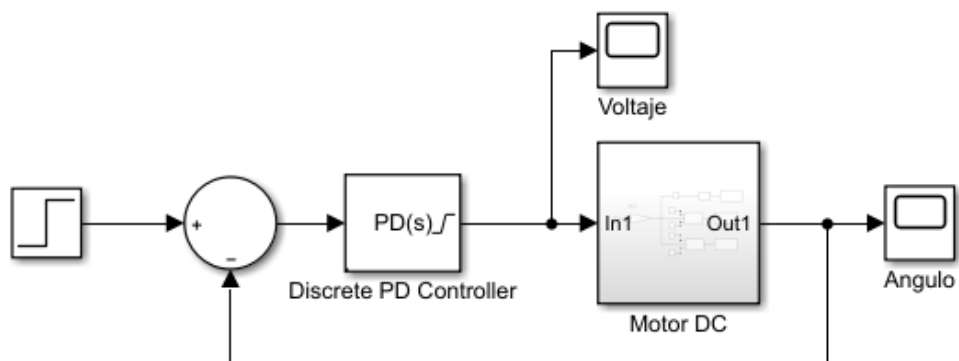 Voltaje
+
−
PD(s)
Discrete PD Controller
In1
Out1
Motor DC
Angulo